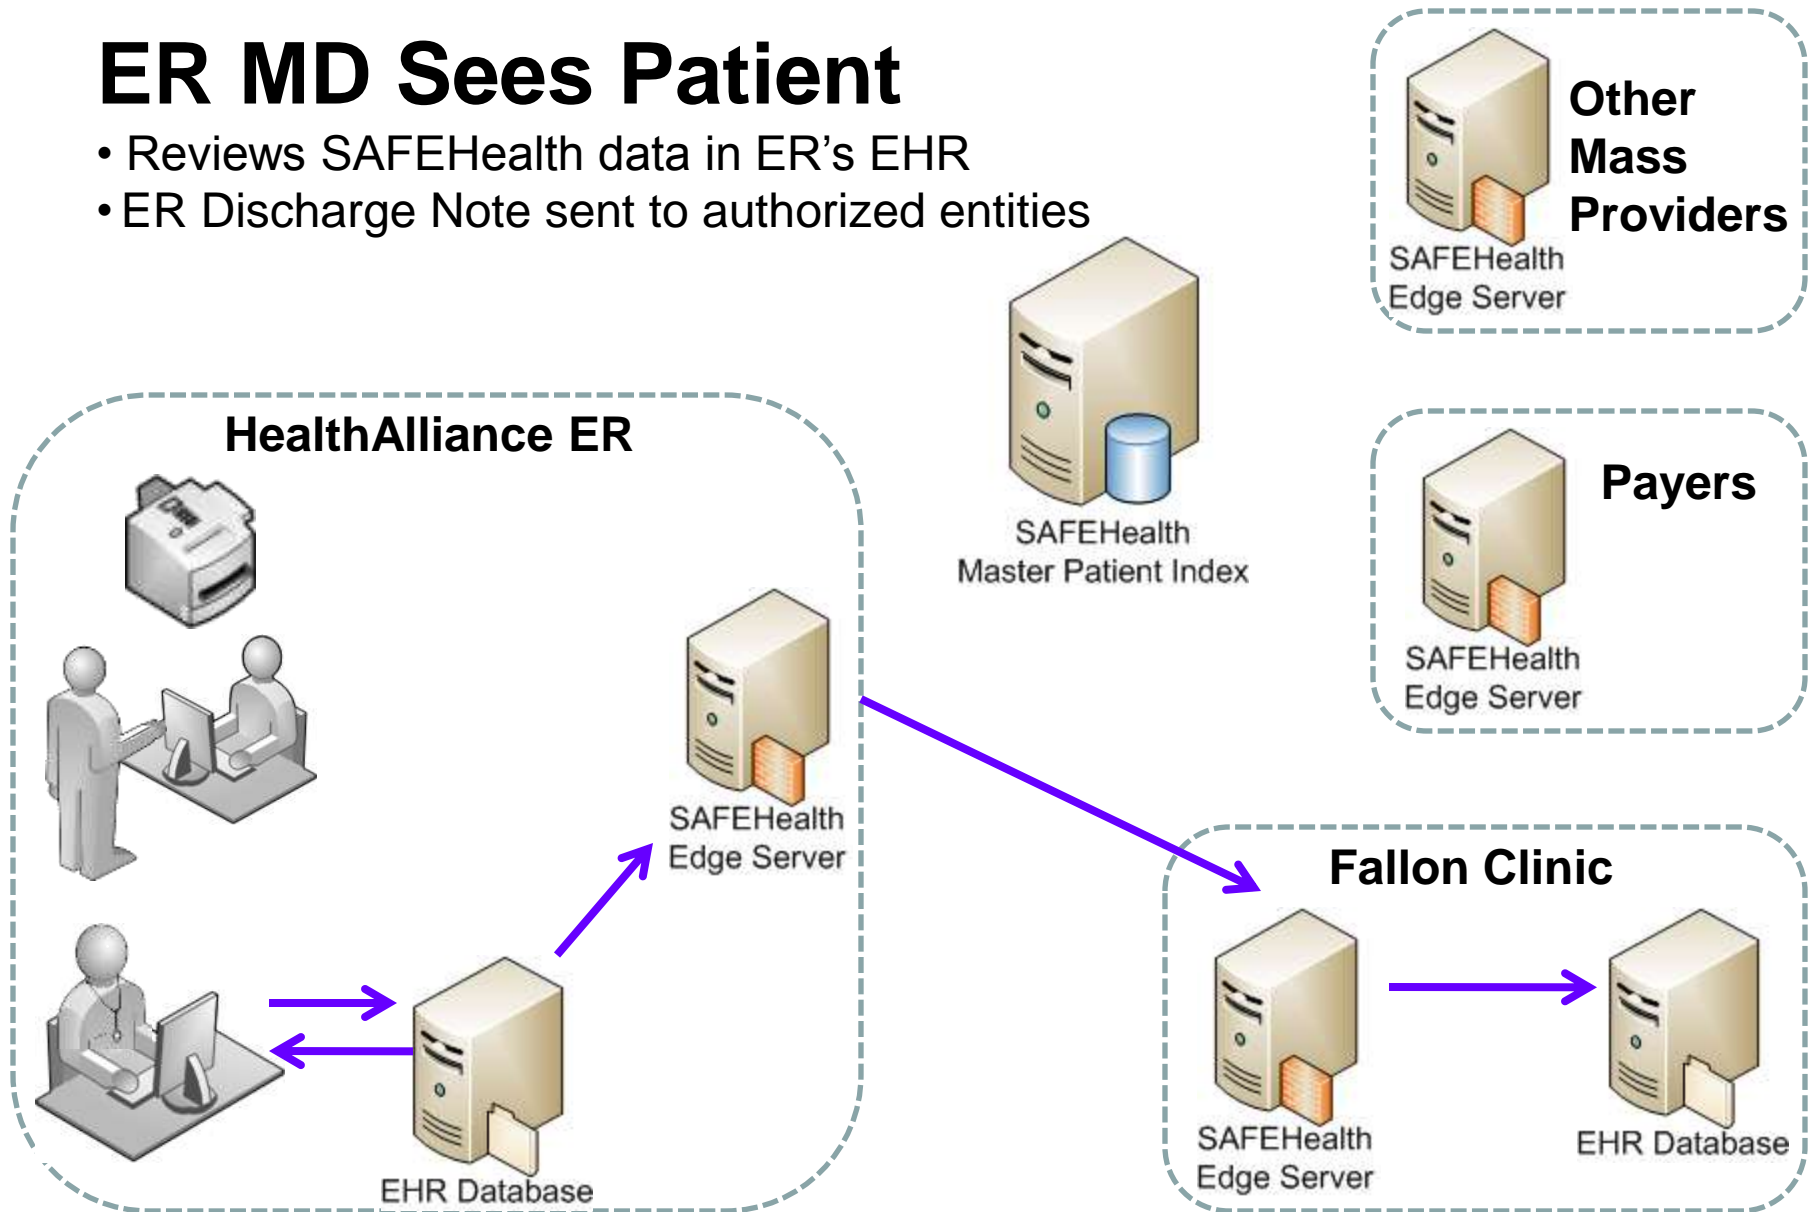 ER MD Sees Patient
• Reviews SAFEHealth data in ER’s EHR
• ER Discharge Note sent to authorized entities
Other
Mass
Providers
SAFEHealth
Edge Server
SAFEHealth
Master Patient Index
Payers
SAFEHealth
Edge Server
HealthAlliance ER
SAFEHealth
Edge Server
EHR Database
Fallon Clinic
SAFEHealth
Edge Server
EHR Database